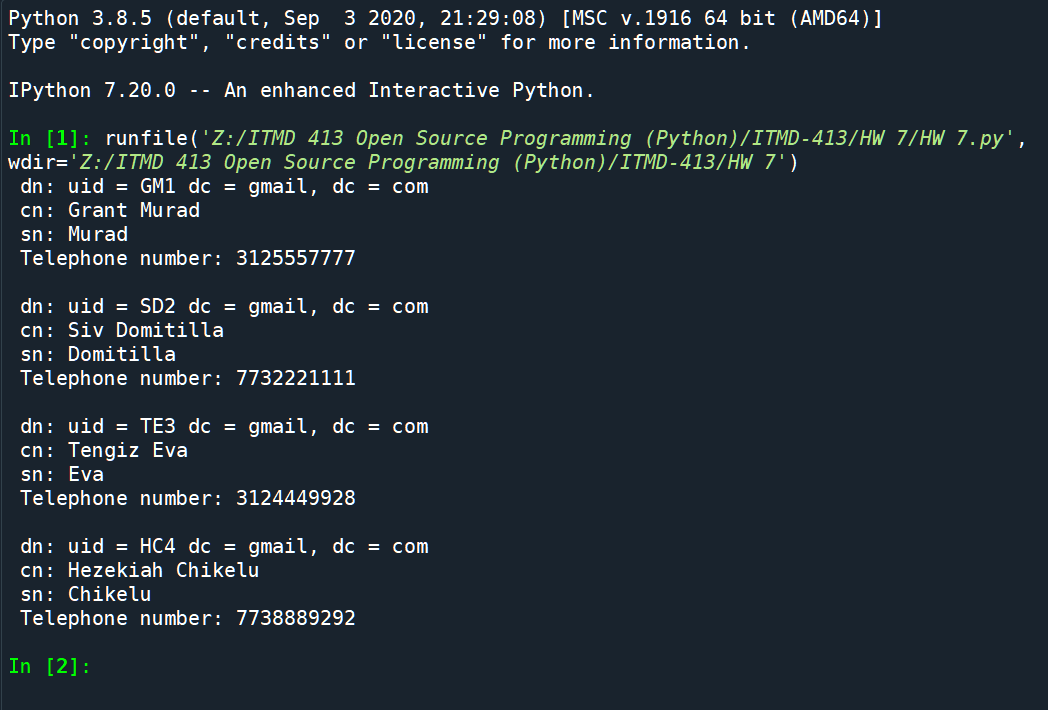 Python 3.8.5 (default, Sep  3 2020, 21:29:08) [MSC v.1916 64 bit (AMD64)]
Type "copyright", "credits" or "license" for more information.

IPython 7.20.0 -- An enhanced Interactive Python.

In [1]: runfile('Z:/ITMD 413 Open Source Programming (Python)/ITMD-413/HW 7/HW 7.py',
wdir='Z:/ITMD 413 Open Source Programming (Python)/ITMD-413/HW 7')
 dn: uid = GM1 dc = gmail, dc = com
 cn: Grant Murad
 sn: Murad
 Telephone number: 3125557777

 dn: uid = SD2 dc = gmail, dc = com
 cn: Siv Domitilla
 sn: Domitilla
 Telephone number: 7732221111

 dn: uid = TE3 dc = gmail, dc = com
 cn: Tengiz Eva
 sn: Eva
 Telephone number: 3124449928

 dn: uid = HC4 dc = gmail, dc = com
 cn: Hezekiah Chikelu
 sn: Chikelu
 Telephone number: 7738889292

In [2]: